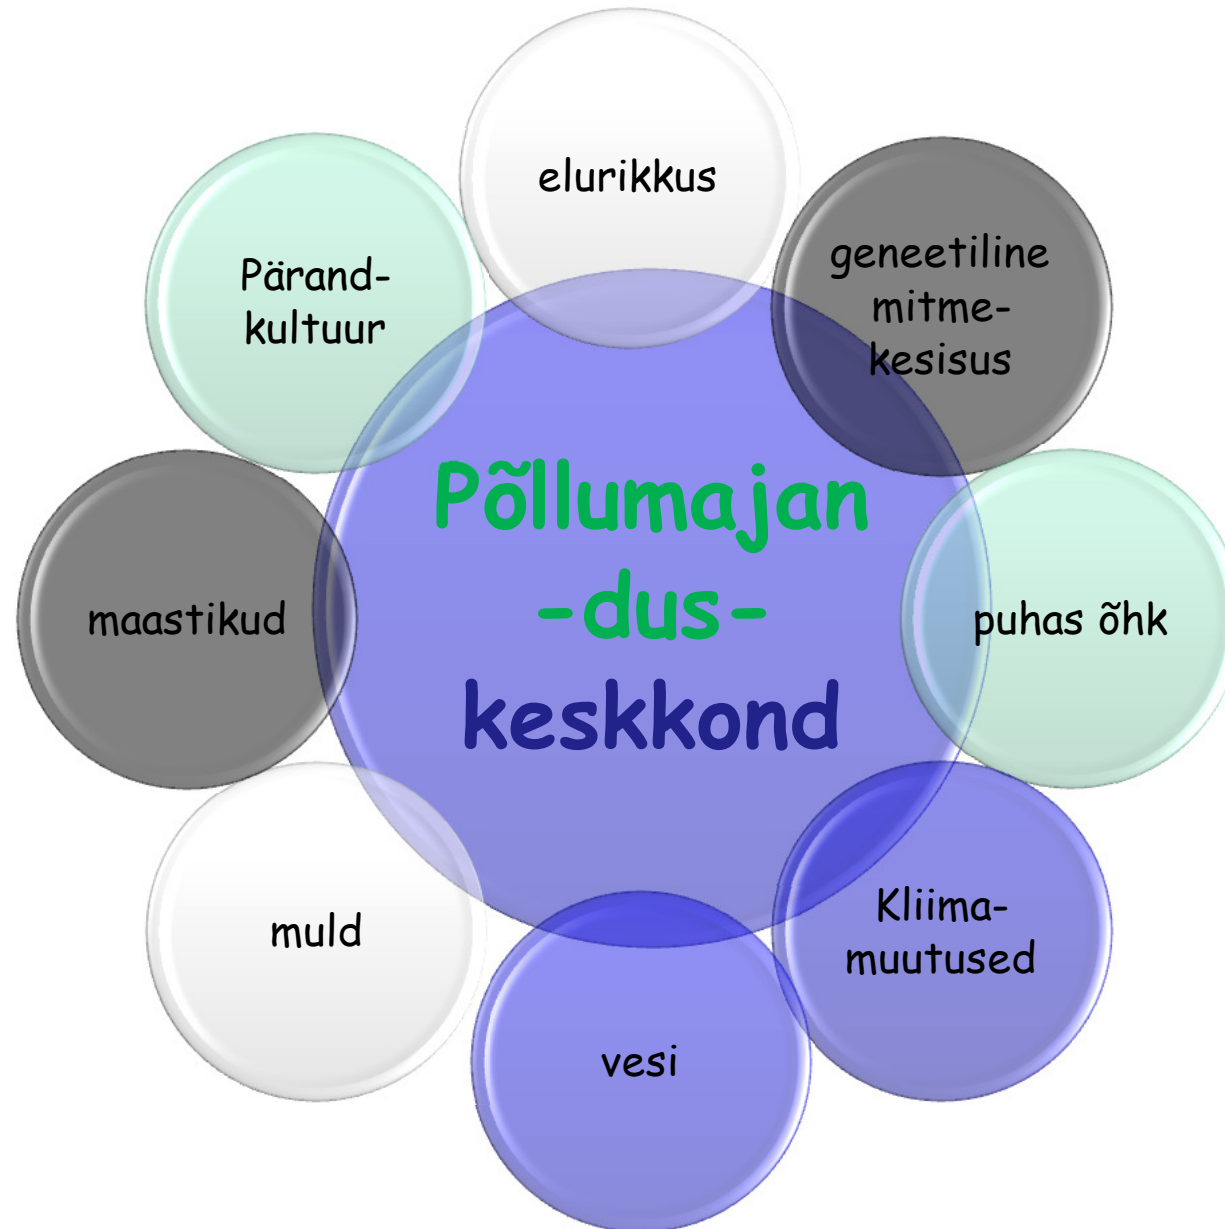 elurikkus
geneetiline
mitme-
kesisus
puhas õhk
Kliima-
muutused
vesi
muld
maastikud
Pärand-
kultuur
Põllumajan
-dus-
keskkond